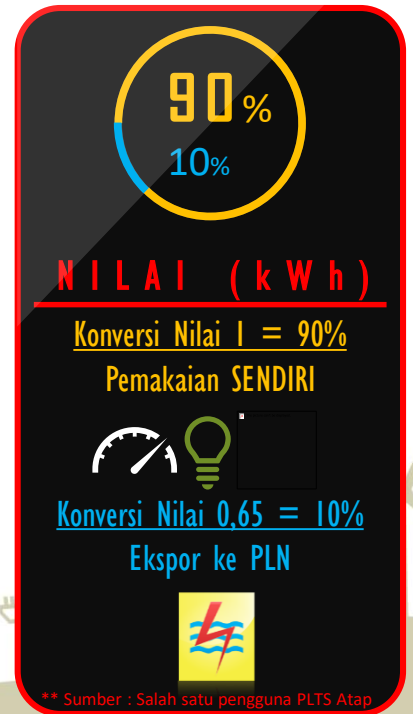 90%
10%
NILAI (kWh)
Konversi Nilai 1 = 90%
Pemakaian SENDIRI
Konversi Nilai 0,65 = 10%
Ekspor ke PLN
** Sumber : Salah satu pengguna PLTS Atap